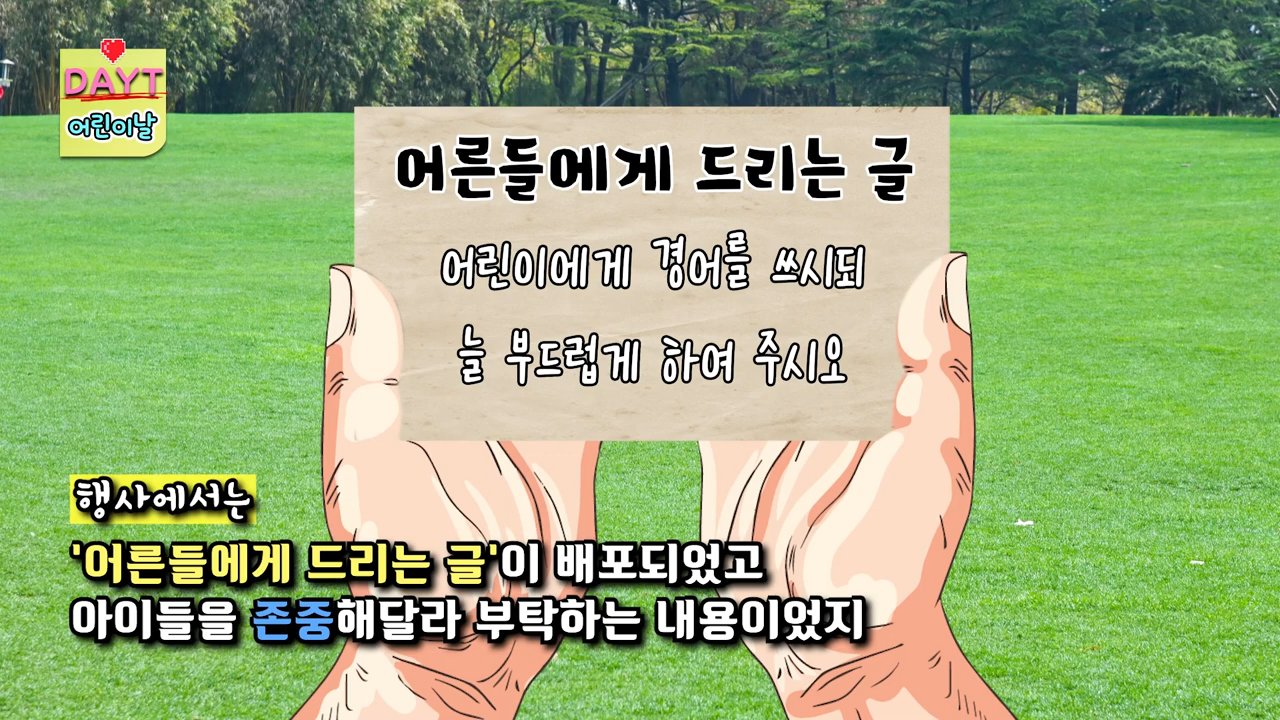 DAYT
어린이날
어른들에게 드리는 글
어린이에게 경어를 쓰시되
늘 부드럽게 하여 주시오
행사에서는
'어른들에게 드리는 글'이 배포되었고
아이들을 존중해달라 부탁하는 내용이었지